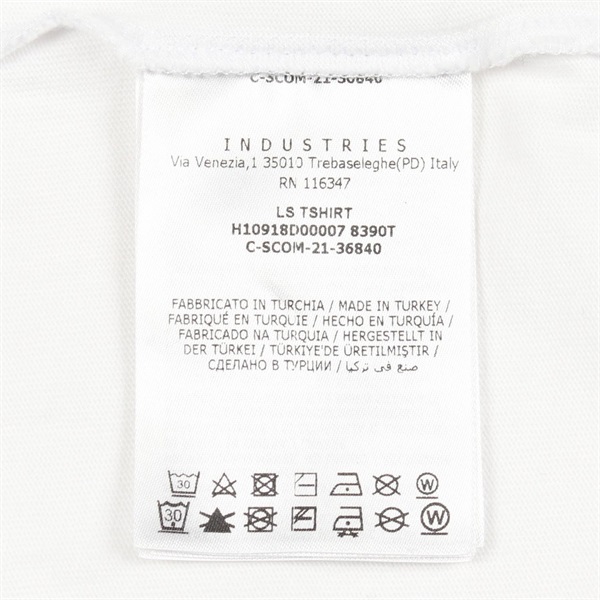 C-SCOM-21-36840
INDUSTRIES
Via Venezia,1 35010 Trebaseleghe(PD) Italy
RN 116347
LS TSHIRT
H10918D00007 8390T
C-SCOM-21-36840
FABBRICATO IN TURCHIA / MADE IN TURKEY /
FABRIQUÉ EN TURQUIE / HECHO EN TURQUÍA /
FABRICADO NA TURQUIA / HERGESTELLT IN
DER TÜRKEI / TÜRKİYE'DE ÜRETİLMİŞTİR /
СДЕЛАНО В ТУРЦИИ / صنع في تركيا
30 W
30 W